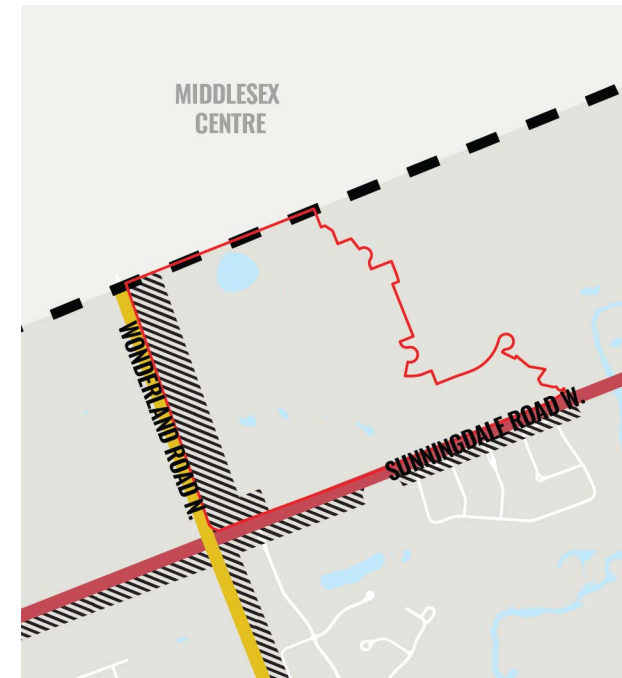 MIDDLESEX
CENTRE
WONDERLAND ROAD N.
SUNNINGDALE ROAD W.